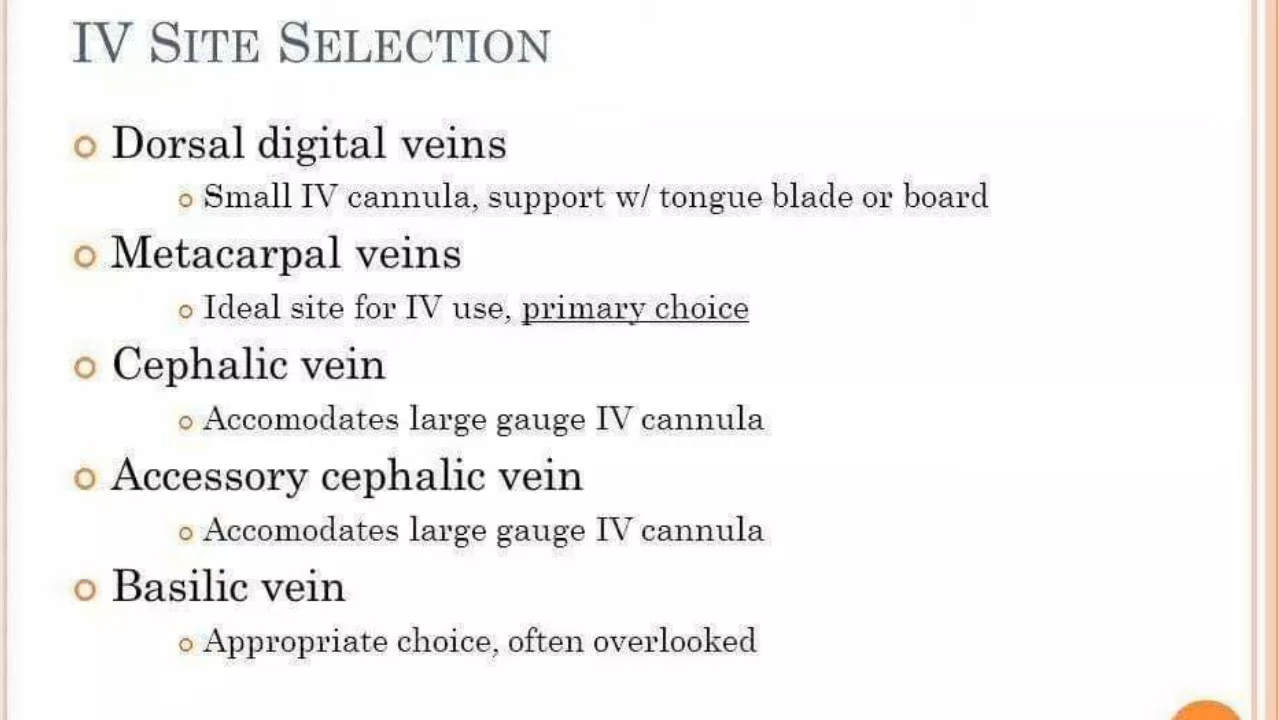 IV SITE SELECTION
Dorsal digital veins
Small IV cannula, support w/ tongue blade or board
Metacarpal veins
Ideal site for IV use, primary choice
Cephalic vein
Accomodates large gauge IV cannula
Accessory cephalic vein
Accomodates large gauge IV cannula
Basilic vein
Appropriate choice, often overlooked